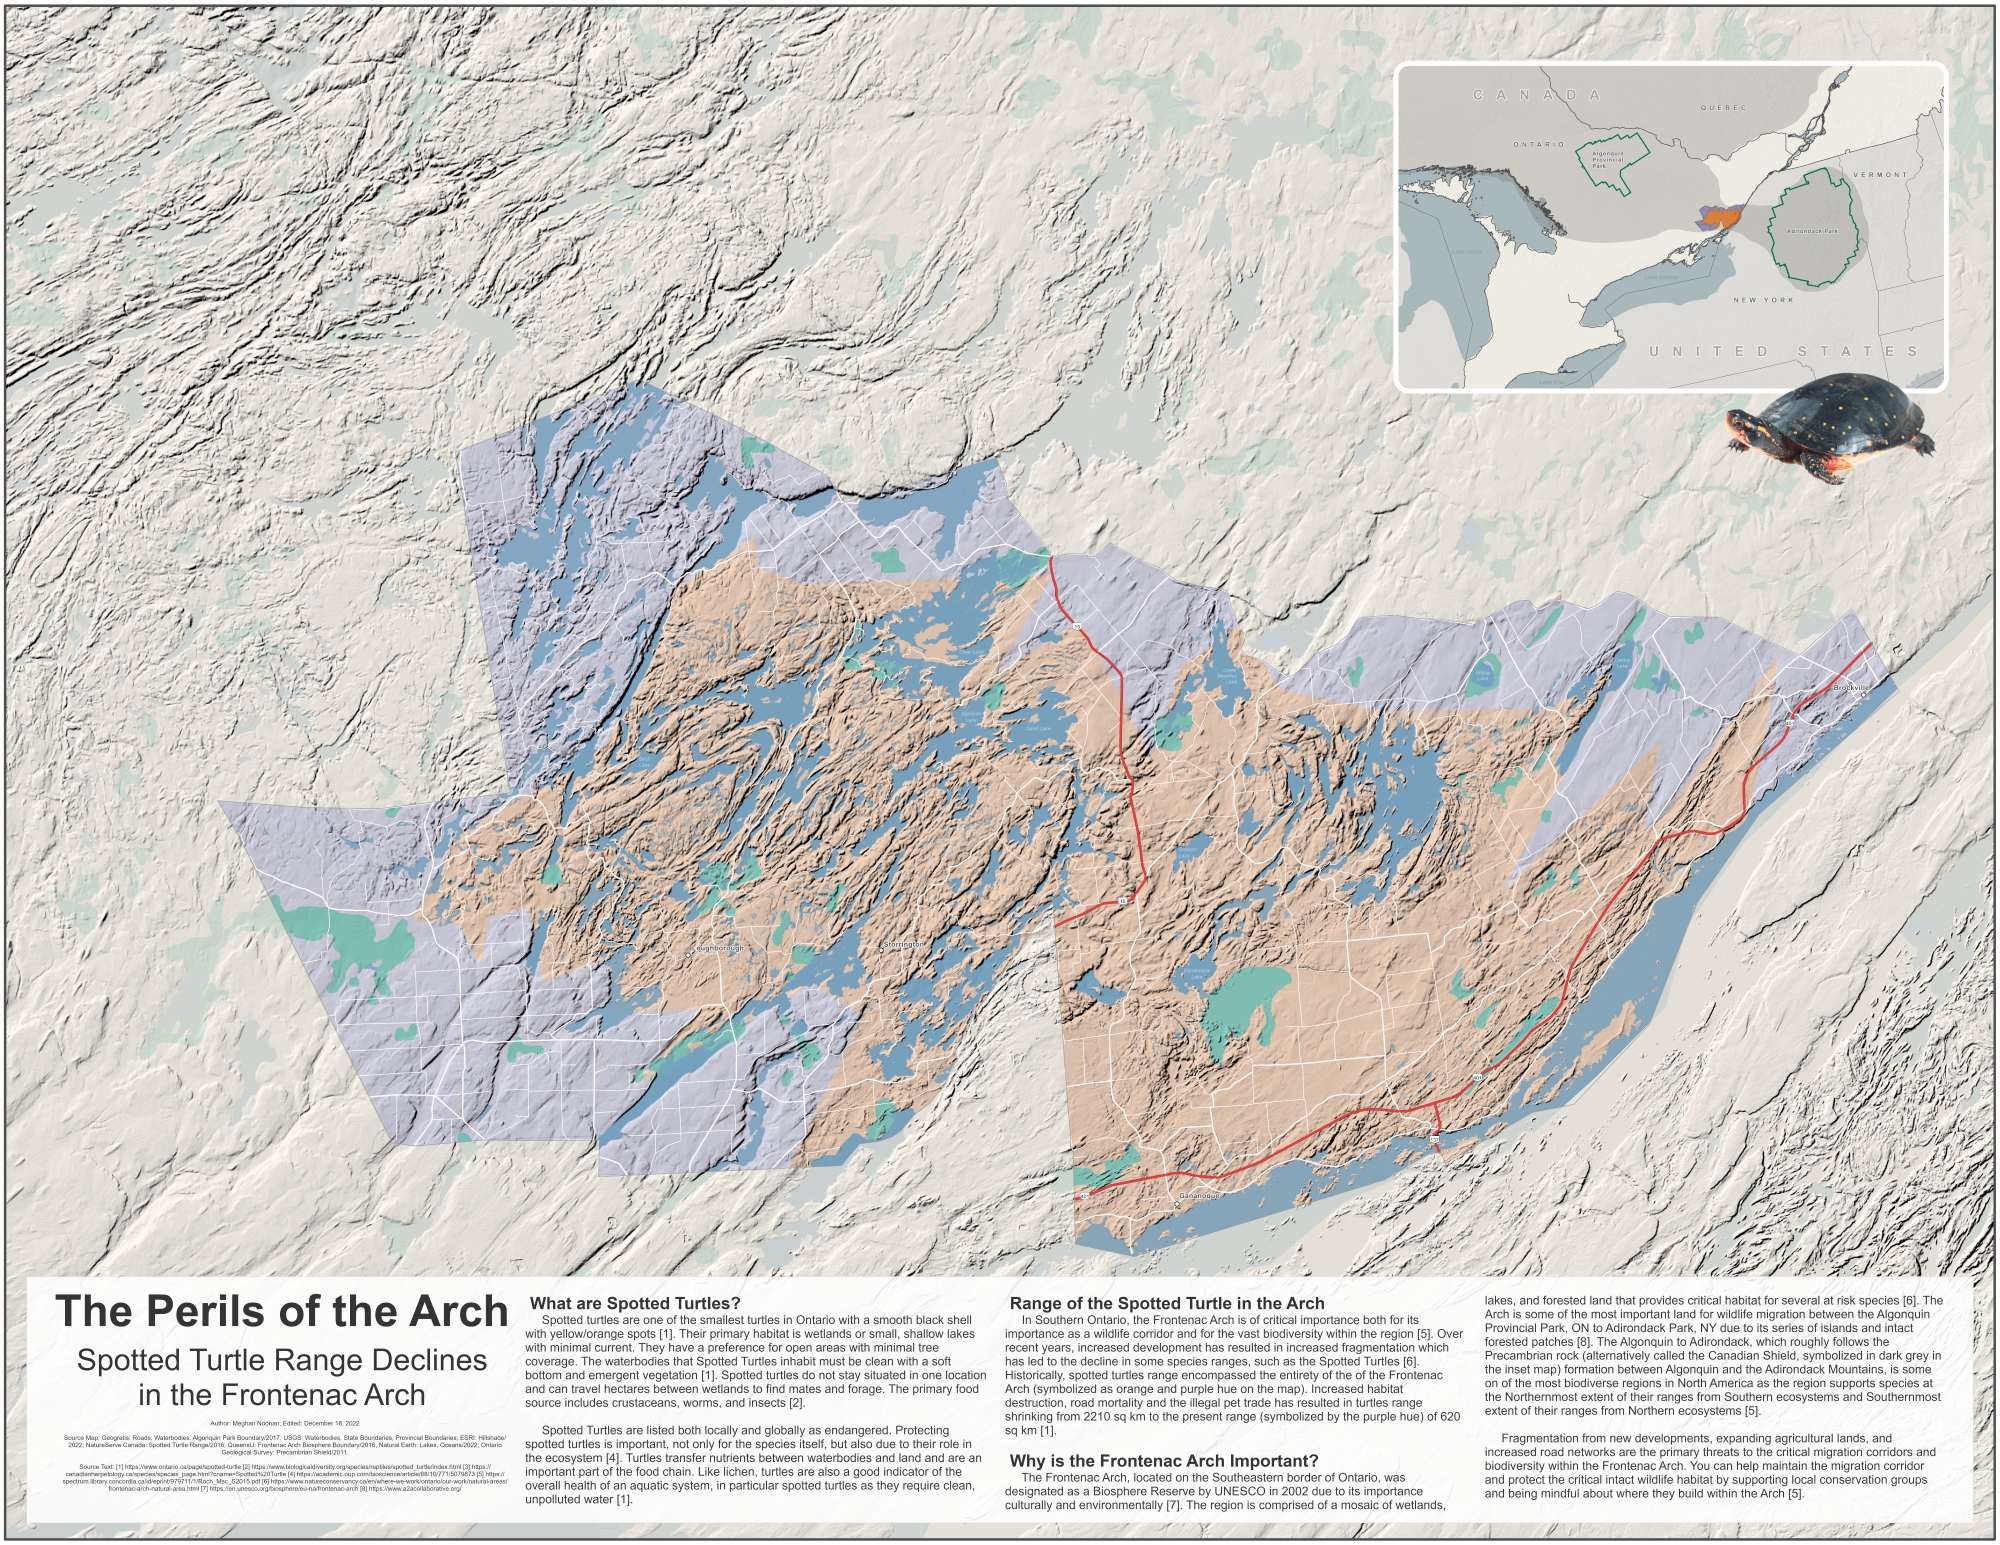 CANADA
QUEBEC
ONTARIO
Algonquin
Provincial
Park
VERMONT
Adirondack Park
Lake Huron
Lake Ontario
NEW YORK
UNITED STATES
Lake Erie
15
Clear Lake
Sand Lake
Brockville
401
15
Loughborough
Storrington
Gananoque
Lake
401
137
401
Gananoque
The Perils of the Arch
Spotted Turtle Range Declines
in the Frontenac Arch
Author: Meghan Noonan; Edited: December 18, 2022
Source Map: Geogratis: Roads, Waterbodies, Algonquin Park Boundary/2017; USGS: Waterbodies, State Boundaries, Provincial Boundaries; ESRI: Hillshade/
2022; NatureServe Canada: Spotted Turtle Range/2016; QueensU: Frontenac Arch Biosphere Boundary/2016, Natural Earth: Lakes, Oceans/2022; Ontario
Geological Survey: Precambrian Shield/2011.
Source Text: [1] https://www.ontario.ca/page/spotted-turtle [2] https://www.biologicaldiversity.org/species/reptiles/spotted_turtle/index.html [3] https://
canadianherpetology.ca/species/species_page.html?cname=Spotted%20Turtle [4] https://academic.oup.com/bioscience/article/68/10/771/5079873 [5] https://
spectrum.library.concordia.ca/id/eprint/979711/1/Roch_Msc_S2015.pdf [6] https://www.natureconservancy.ca/en/where-we-work/ontario/our-work/natural-areas/
frontenac-arch-natural-area.html [7] https://en.unesco.org/biosphere/eu-na/frontenac-arch [8] https://www.a2acollaborative.org/
What are Spotted Turtles?
Spotted turtles are one of the smallest turtles in Ontario with a smooth black shell
with yellow/orange spots [1]. Their primary habitat is wetlands or small, shallow lakes
with minimal current. They have a preference for open areas with minimal tree
coverage. The waterbodies that Spotted Turtles inhabit must be clean with a soft
bottom and emergent vegetation [1]. Spotted turtles do not stay situated in one location
and can travel hectares between wetlands to find mates and forage. The primary food
source includes crustaceans, worms, and insects [2].
Spotted Turtles are listed both locally and globally as endangered. Protecting
spotted turtles is important, not only for the species itself, but also due to their role in
the ecosystem [4]. Turtles transfer nutrients between waterbodies and land and are an
important part of the food chain. Like lichen, turtles are also a good indicator of the
overall health of an aquatic system, in particular spotted turtles as they require clean,
unpolluted water [1].
Range of the Spotted Turtle in the Arch
In Southern Ontario, the Frontenac Arch is of critical importance both for its
importance as a wildlife corridor and for the vast biodiversity within the region [5]. Over
recent years, increased development has resulted in increased fragmentation which
has led to the decline in some species ranges, such as the Spotted Turtles [6].
Historically, spotted turtles range encompassed the entirety of the of the Frontenac
Arch (symbolized as orange and purple hue on the map). Increased habitat
destruction, road mortality and the illegal pet trade has resulted in turtles range
shrinking from 2210 sq km to the present range (symbolized by the purple hue) of 620
sq km [1].
Why is the Frontenac Arch Important?
The Frontenac Arch, located on the Southeastern border of Ontario, was
designated as a Biosphere Reserve by UNESCO in 2002 due to its importance
culturally and environmentally [7]. The region is comprised of a mosaic of wetlands,
lakes, and forested land that provides critical habitat for several at risk species [6]. The
Arch is some of the most important land for wildlife migration between the Algonquin
Provincial Park, ON to Adirondack Park, NY due to its series of islands and intact
forested patches [8]. The Algonquin to Adirondack, which roughly follows the
Precambrian rock (alternatively called the Canadian Shield, symbolized in dark grey in
the inset map) formation between Algonquin and the Adirondack Mountains, is some
on of the most biodiverse regions in North America as the region supports species at
the Northernmost extent of their ranges from Southern ecosystems and Southernmost
extent of their ranges from Northern ecosystems [5].
Fragmentation from new developments, expanding agricultural lands, and
increased road networks are the primary threats to the critical migration corridors and
biodiversity within the Frontenac Arch. You can help maintain the migration corridor
and protect the critical intact wildlife habitat by supporting local conservation groups
and being mindful about where they build within the Arch [5].